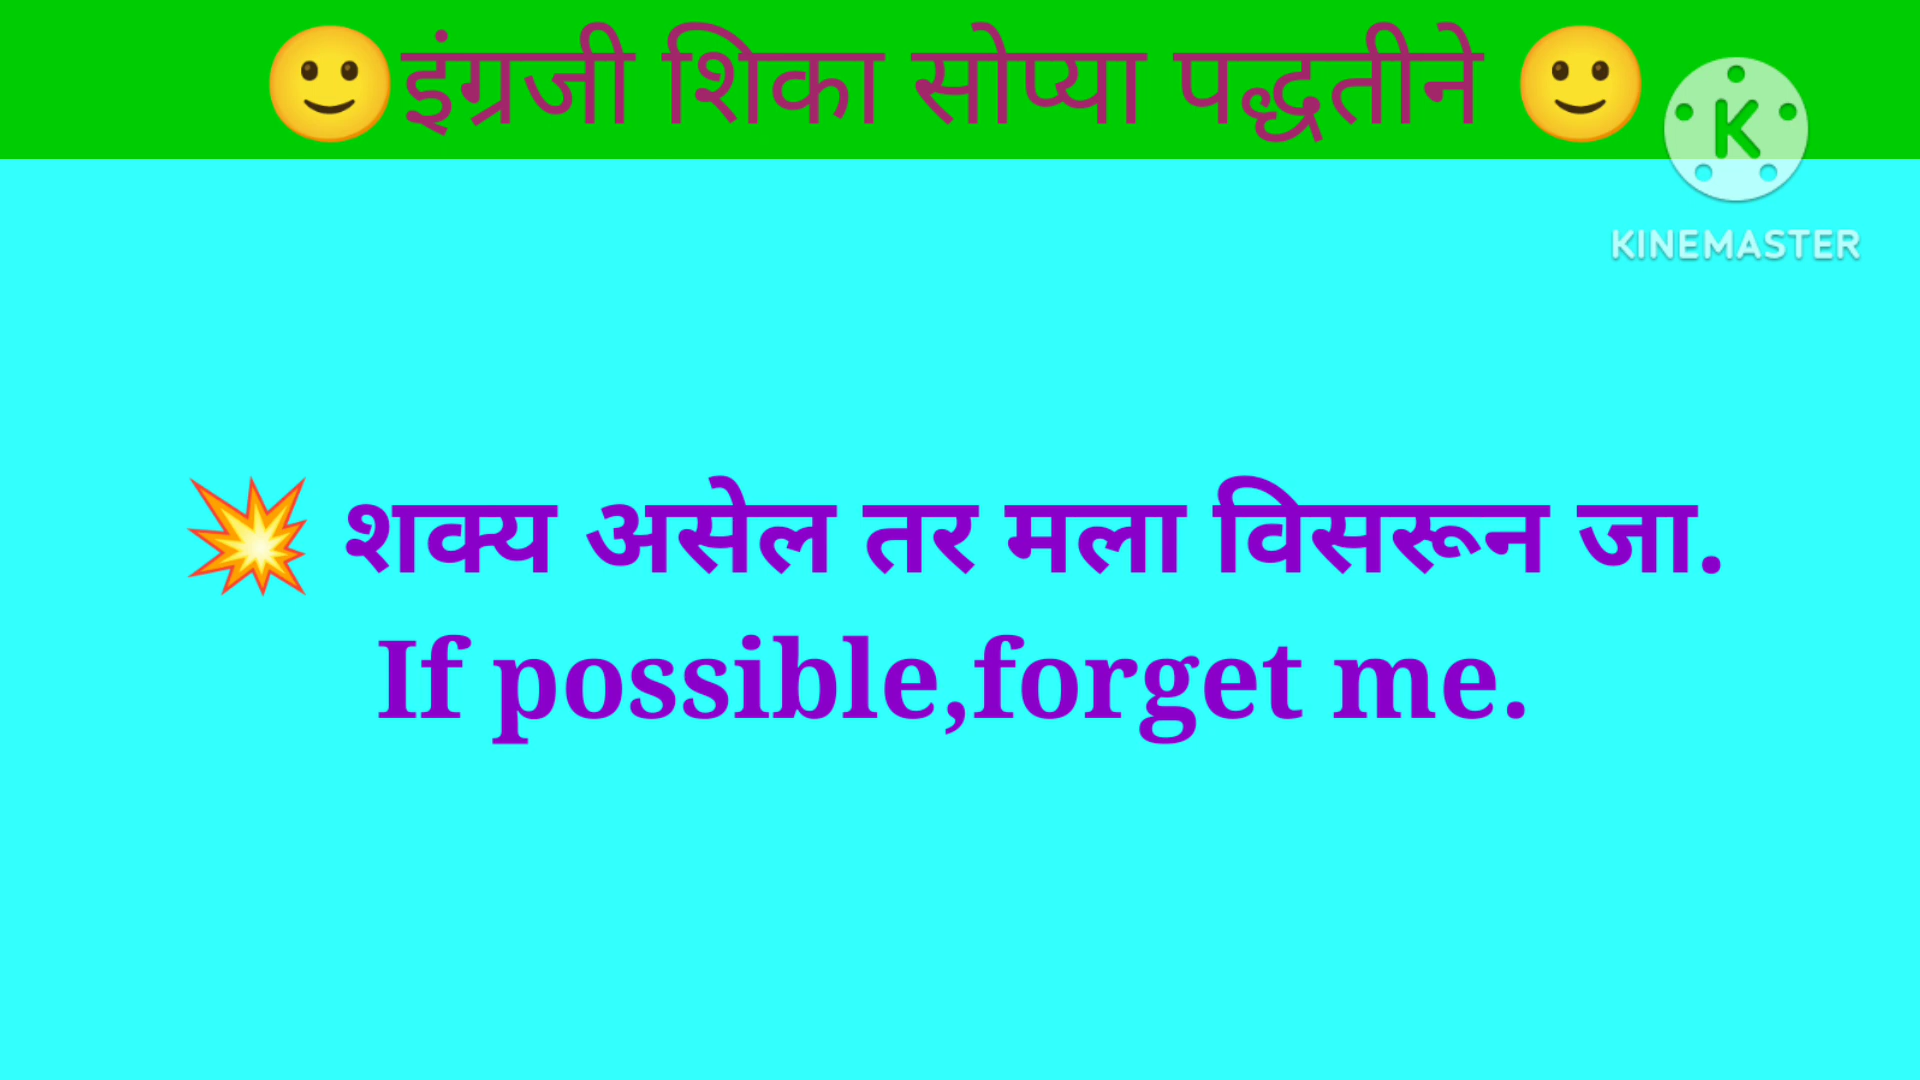 🙂इंग्रजी शिका सोप्या पद्धतीने 🙂
K
KINEMASTER
💥 शक्य असेल तर मला विसरून जा.
If possible,forget me.